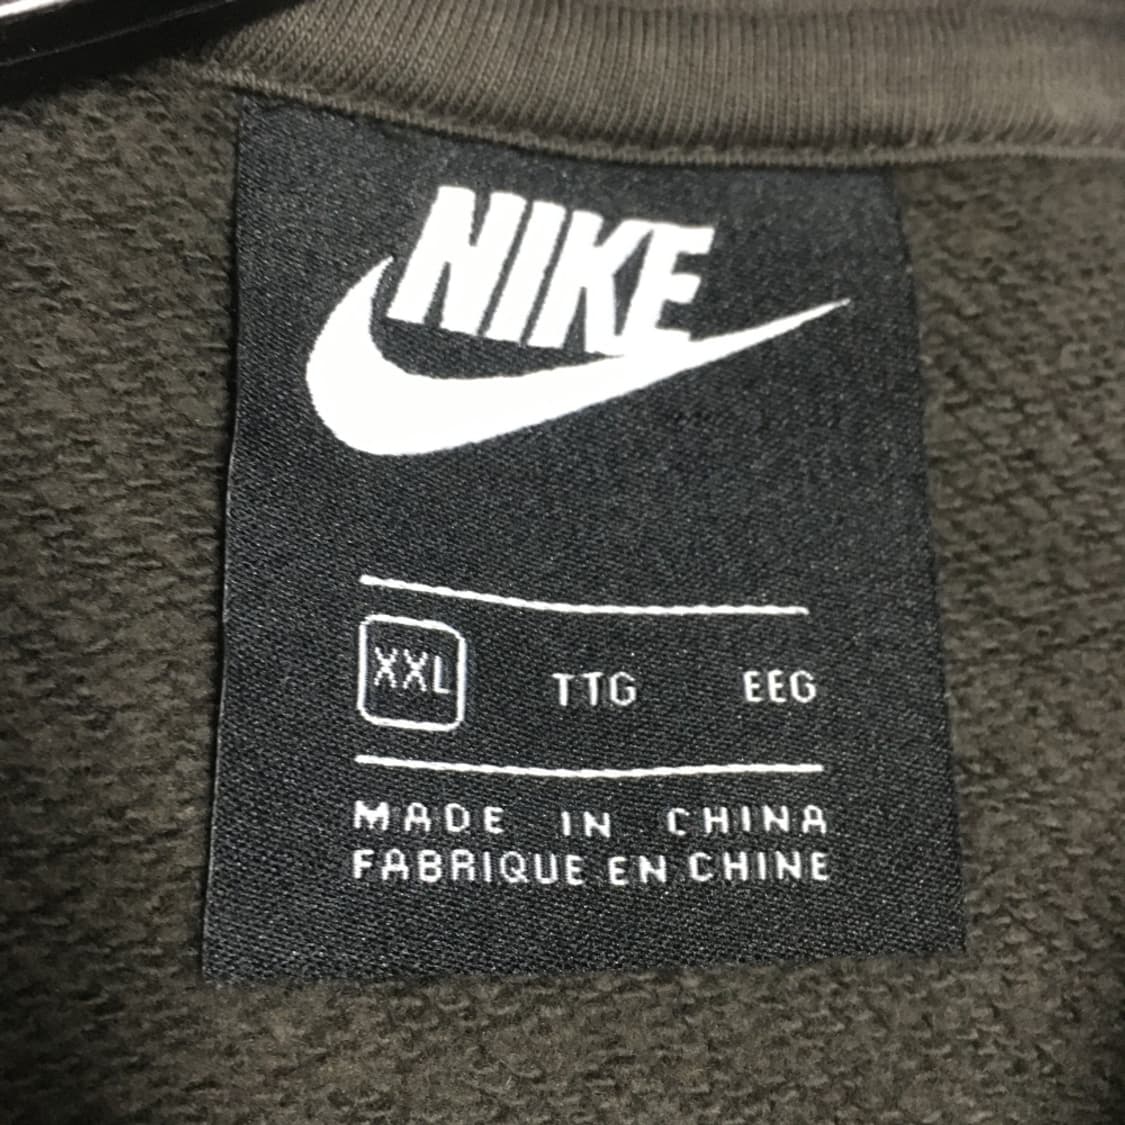 NIKE
XXL TTG EEG
MADE IN CHINA
FABRIQUE EN CHINE